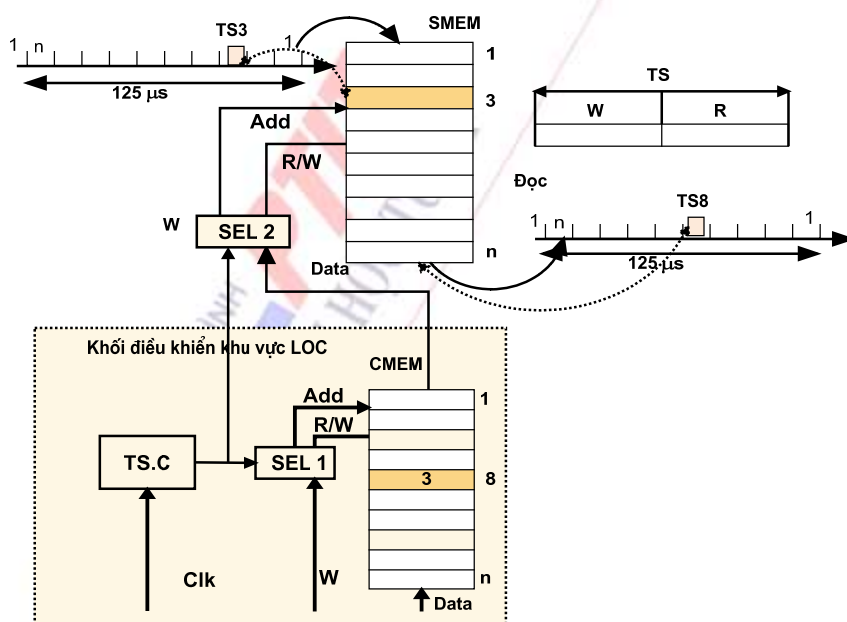 TS3
SMEM
1 n
1
125 µs
1
3
n
Add
R/W
W
SEL 2
Data
TS
W R
Đọc
TS8
1 n
1
125 µs
Khối điều khiển khu vực LOC
CMEM
1
Add
R/W
TS.C
SEL 1
3
8
n
Clk
W
Data